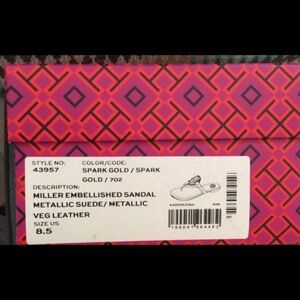 STYLE NO:
43957
COLOR/CODE:
SPARK GOLD / SPARK
GOLD / 702
DESCRIPTION:
MILLER EMBELLISHED SANDAL
METALLIC SUEDE/ METALLIC
VEG LEATHER
SIZE US
8.5